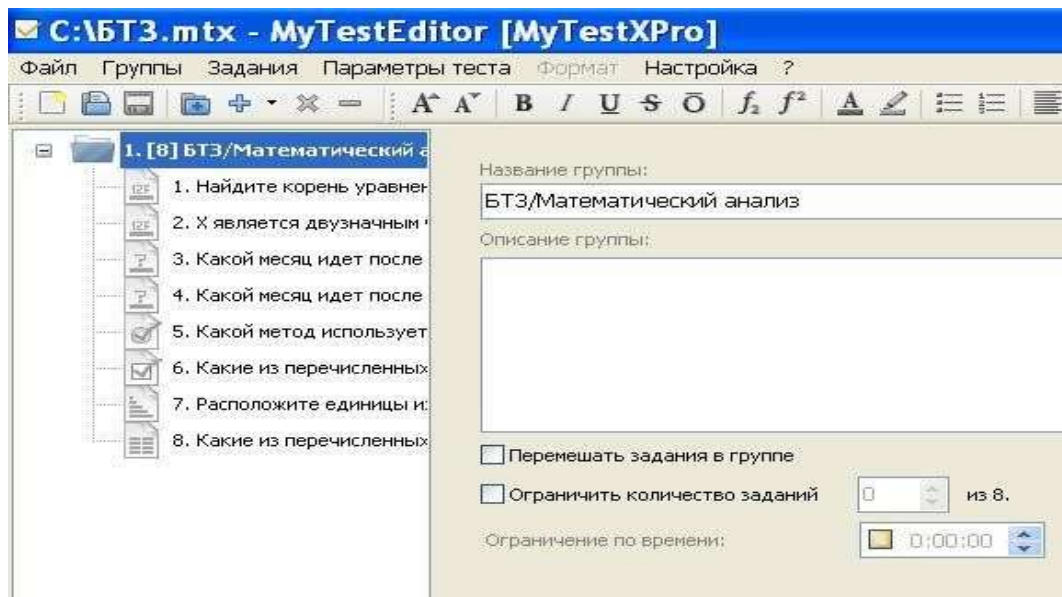 C:\БТЗ.mtx - MyTestEditor [MyTestXPro]
Файл Группы Задания Параметры теста Формат Настройка ?
A A B I U S O f₂ f² A
1. [8] БТЗ/Математический а
1. Найдите корень уравнен
2. X является двузначным
3. Какой месяц идет после
4. Какой месяц идет после
5. Какой метод использует
6. Какие из перечисленных
7. Расположите единицы и
8. Какие из перечисленных
Название группы:
БТЗ/Математический анализ
Описание группы:
Перемешать задания в группе
Ограничить количество заданий 0 из 8.
Ограничение по времени: 0:00:00